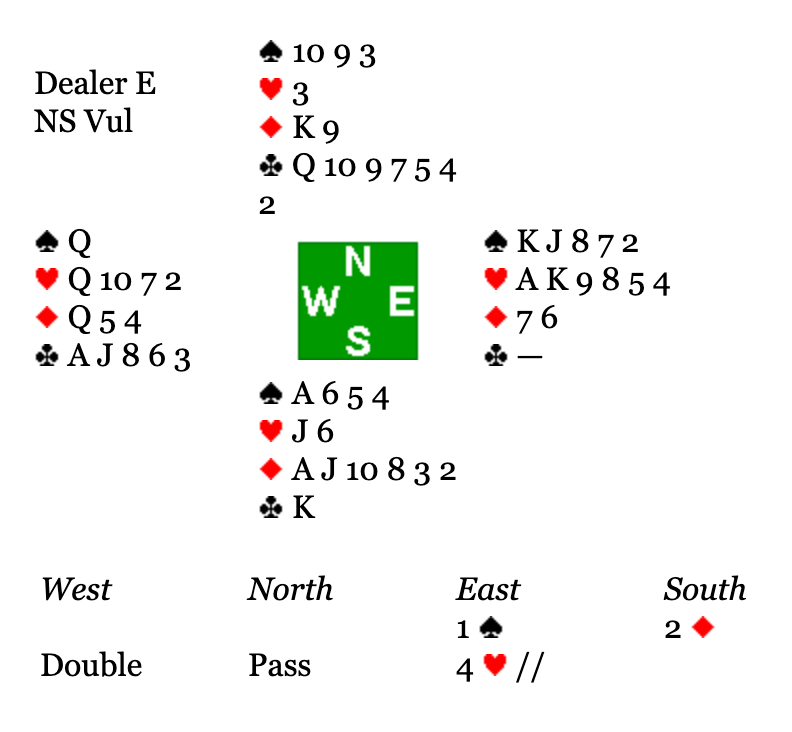 ♠ 10 9 3
Dealer E
♥ 3
NS Vul
♦ K 9
♣ Q 10 9 7 5 4
2
♠ Q
♥ Q 10 7 2
♦ Q 5 4
♣ A J 8 6 3
N
W E
S
♠ K J 8 7 2
♥ A K 9 8 5 4
♦ 7 6
♣ —
♠ A 6 5 4
♥ J 6
♦ A J 10 8 3 2
♣ K
West North East South
1 ♠ 2 ♦
Double Pass 4 ♥ //